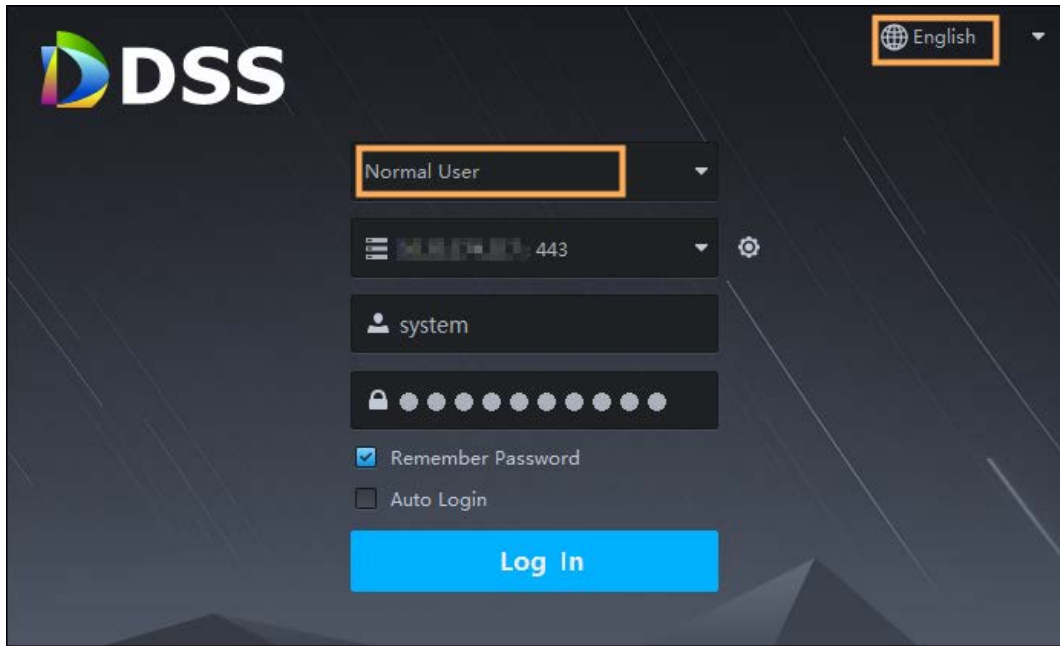 DSS
English
Normal User
443
system
Remember Password
Auto Login
Log In